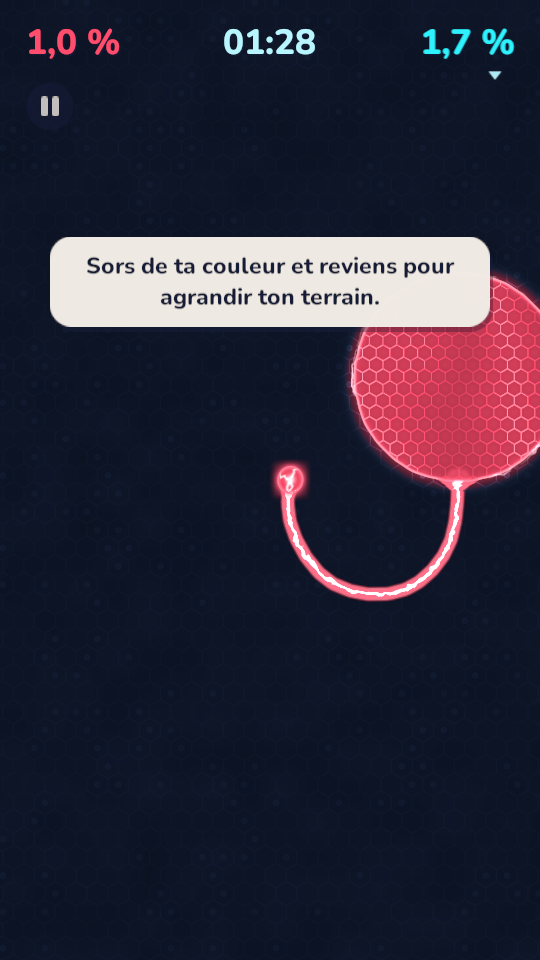 1,0 %
01:28
1,7 %
Sors de ta couleur et reviens pour
agrandir ton terrain.